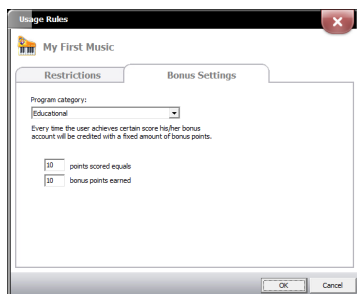 Usage Rules
My First Music
Restrictions
Bonus Settings
Program category:
Educational
Every time the user achieves certain score his/her bonus
account will be credited with a fixed amount of bonus points.
10 points scored equals
10 bonus points earned
OK
Cancel